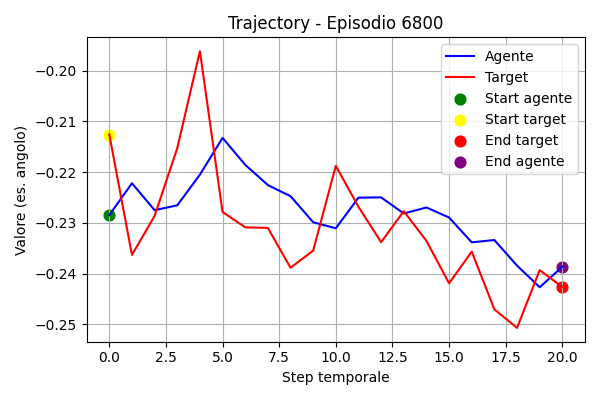 Trajectory - Episodio 6800
Agente
Target
Start agente
Start target
End target
End agente
Valore (es. angolo)
−0.20
−0.21
−0.22
−0.23
−0.24
−0.25
0.0 2.5 5.0 7.5 10.0 12.5 15.0 17.5 20.0
Step temporale